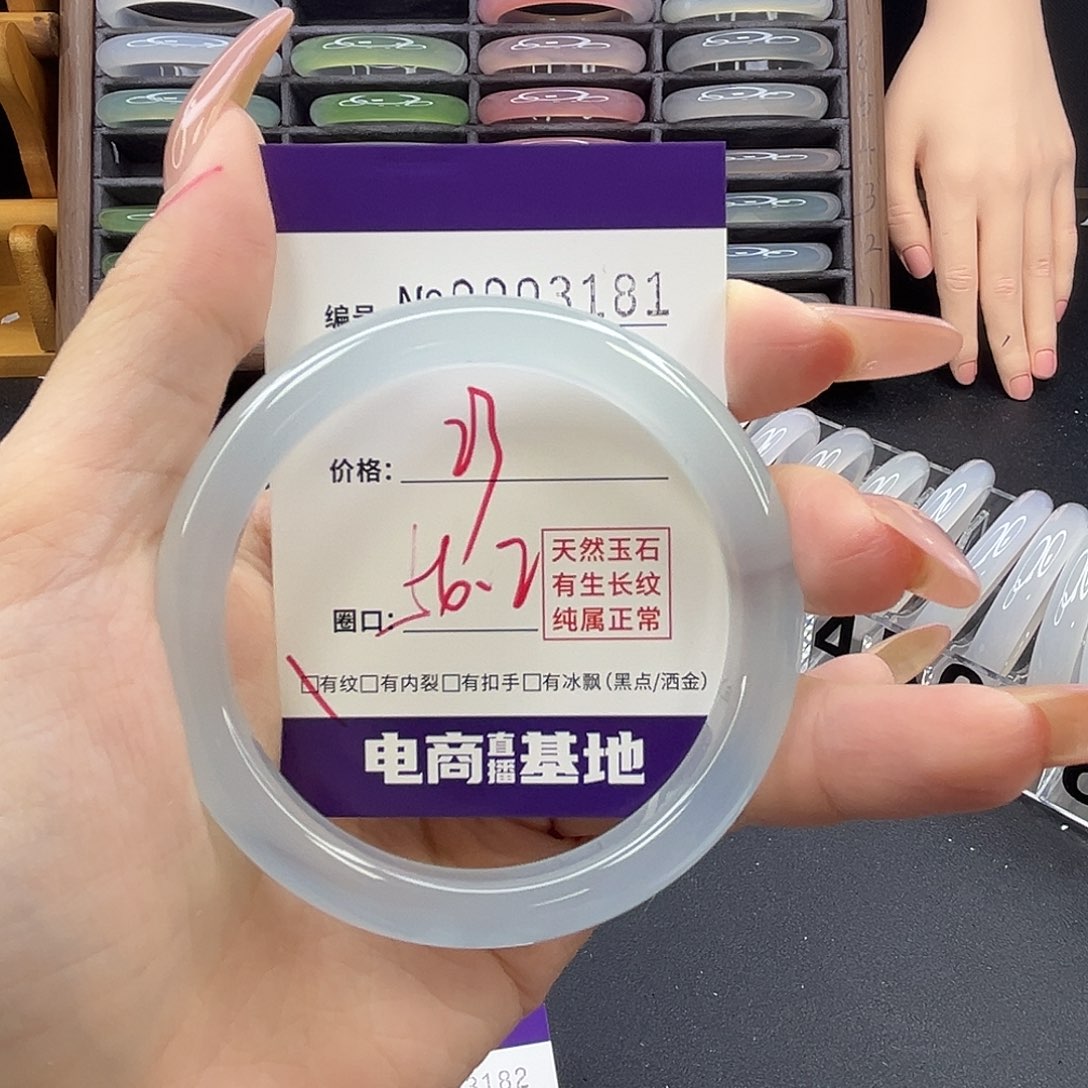 编号 № 3181
价格:
圈口: 56.2
天然玉石
有生长纹
纯属正常
□有纹□有内裂□有扣手□有冰飘(黑点/洒金)
电商直播基地
3182